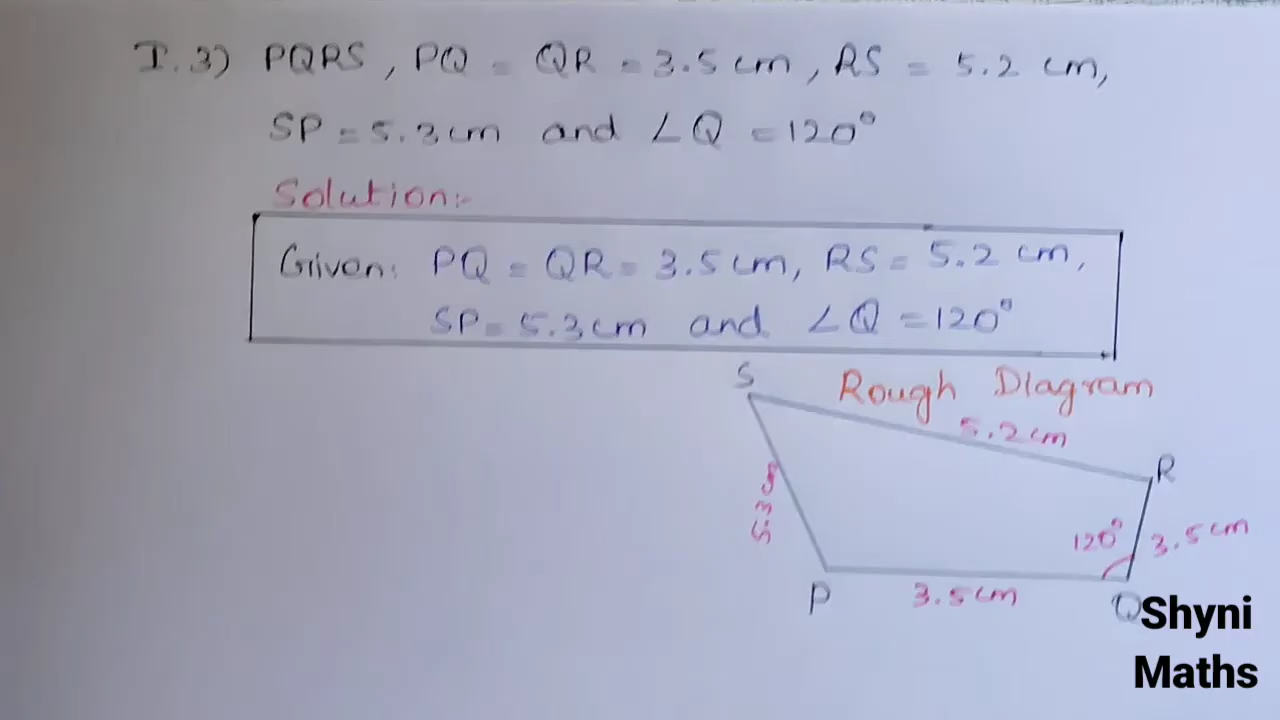 I.3) PQRS, PQ = QR = 3.5 cm, RS = 5.2 cm,
SP = 5.3 cm and ∠Q = 120°
Solution:-
Given: PQ = QR = 3.5 cm, RS = 5.2 cm,
SP = 5.3 cm and ∠Q = 120°
S
Rough Diagram
5.2 cm
R
5.3 cm
120°
3.5 cm
P
3.5 cm
Q
Shyni
Maths